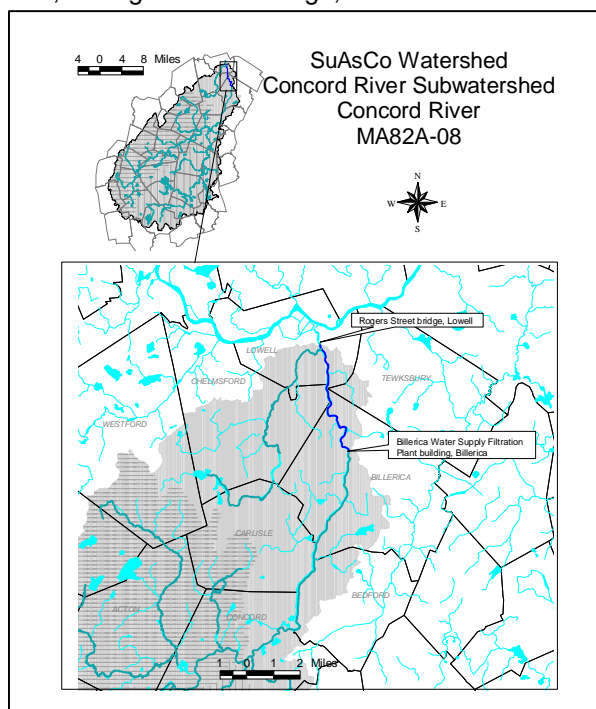 4 0 4 8 Miles
SuAsCo Watershed
Concord River Subwatershed
Concord River
MA82A-08
N
W E
S
Rogers Street bridge, Lowell
LOWELL
CHELMSFORD
TEWKSBURY
WESTFORD
Billerica Water Supply Filtration
Plant building, Billerica
BILLERICA
CARLISLE
BEDFORD
ACTON
CONCORD
1 0 1 2 Miles